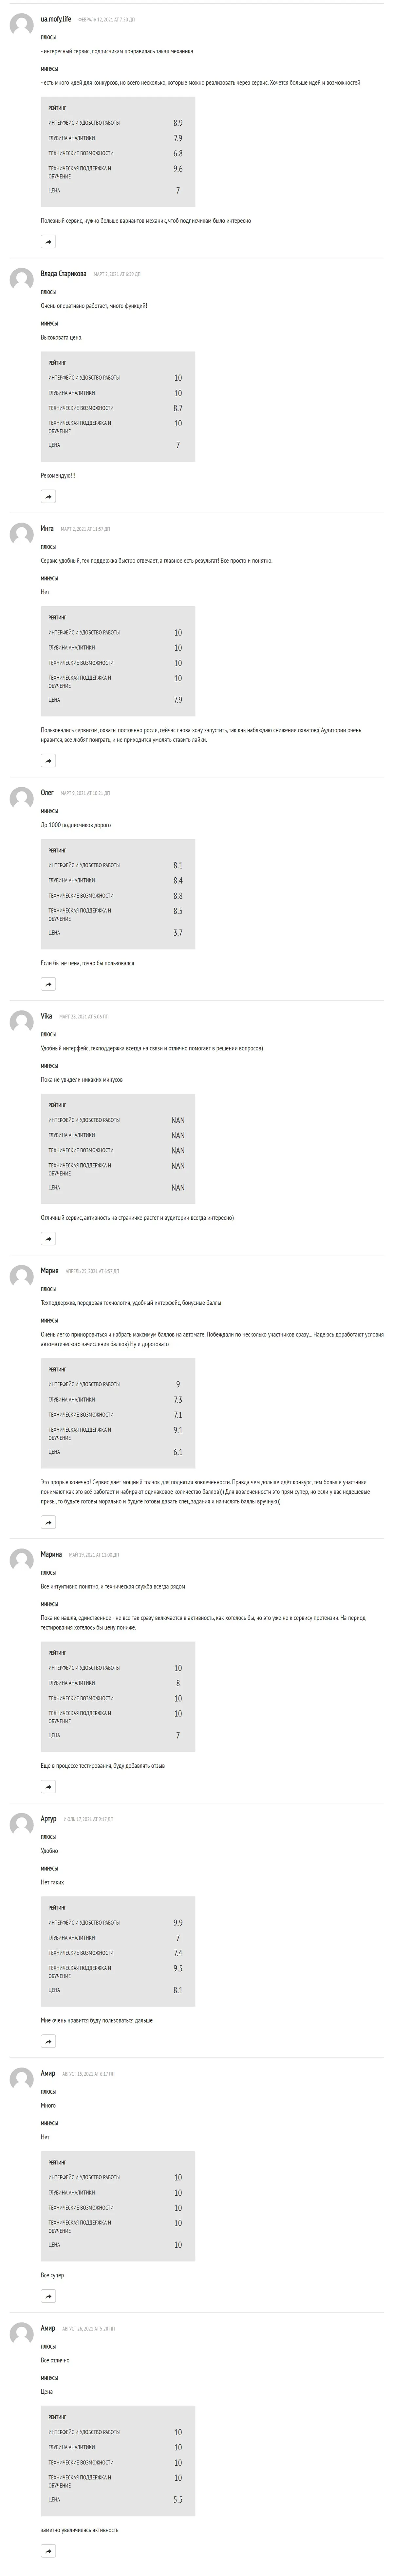 ua.mofy.life ФЕВРАЛЬ 12, 2021 AT 7:50 ДП
ПЛЮСЫ
- интересный сервис, подписчикам понравилась такая механика
МИНУСЫ
- есть много идей для конкурсов, но всего несколько, которые можно реализовать через сервис. Хочется больше идей и возможностей
РЕЙТИНГ
ИНТЕРФЕЙС И УДОБСТВО РАБОТЫ 8.9
ГЛУБИНА АНАЛИТИКИ 7.9
ТЕХНИЧЕСКИЕ ВОЗМОЖНОСТИ 6.8
ТЕХНИЧЕСКАЯ ПОДДЕРЖКА И 9.6
ОБУЧЕНИЕ
ЦЕНА 7
Полезный сервис, нужно больше вариантов механик, чтоб подписчикам было интересно
Влада Старикова МАРТ 2, 2021 AT 6:29 ДП
ПЛЮСЫ
Очень оперативно работает, много функций!
МИНУСЫ
Высоковата цена.
РЕЙТИНГ
ИНТЕРФЕЙС И УДОБСТВО РАБОТЫ 10
ГЛУБИНА АНАЛИТИКИ 10
ТЕХНИЧЕСКИЕ ВОЗМОЖНОСТИ 8.7
ТЕХНИЧЕСКАЯ ПОДДЕРЖКА И 10
ОБУЧЕНИЕ
ЦЕНА 7
Рекомендую!!!
Инга МАРТ 2, 2021 AT 11:57 ДП
ПЛЮСЫ
Сервис удобный, тех поддержка быстро отвечает, а главное есть результат! Все просто и понятно.
МИНУСЫ
Нет
РЕЙТИНГ
ИНТЕРФЕЙС И УДОБСТВО РАБОТЫ 10
ГЛУБИНА АНАЛИТИКИ 10
ТЕХНИЧЕСКИЕ ВОЗМОЖНОСТИ 10
ТЕХНИЧЕСКАЯ ПОДДЕРЖКА И 10
ОБУЧЕНИЕ
ЦЕНА 7.9
Пользовались сервисом, охваты постоянно росли, сейчас снова хочу запустить, так как наблюдаю снижение охватов:( Аудитории очень
нравится, все любят поиграть, и не приходится умолять ставить лайки.
Олег МАРТ 9, 2021 AT 10:21 ДП
МИНУСЫ
До 1000 подписчиков дорого
РЕЙТИНГ
ИНТЕРФЕЙС И УДОБСТВО РАБОТЫ 8.1
ГЛУБИНА АНАЛИТИКИ 8.4
ТЕХНИЧЕСКИЕ ВОЗМОЖНОСТИ 8.8
ТЕХНИЧЕСКАЯ ПОДДЕРЖКА И 8.5
ОБУЧЕНИЕ
ЦЕНА 3.7
Если бы не цена, точно бы пользовался
Vika МАРТ 28, 2021 AT 5:06 ПП
ПЛЮСЫ
Удобный интерфейс, техподдержка всегда на связи и отлично помогает в решении вопросов)
МИНУСЫ
Пока не увидели никаких минусов
РЕЙТИНГ
ИНТЕРФЕЙС И УДОБСТВО РАБОТЫ NAN
ГЛУБИНА АНАЛИТИКИ NAN
ТЕХНИЧЕСКИЕ ВОЗМОЖНОСТИ NAN
ТЕХНИЧЕСКАЯ ПОДДЕРЖКА И NAN
ОБУЧЕНИЕ
ЦЕНА NAN
Отличный сервис, активность на страничке растет и аудитории всегда интересно)
Мария АПРЕЛЬ 25, 2021 AT 6:57 ДП
ПЛЮСЫ
Техподдержка, передовая технология, удобный интерфейс, бонусные баллы
МИНУСЫ
Очень легко приноровиться и набрать максимум баллов на автомате. Побеждали по несколько участников сразу... Надеюсь доработают условия
автоматического зачисления баллов) Ну и дороговато
РЕЙТИНГ
ИНТЕРФЕЙС И УДОБСТВО РАБОТЫ 9
ГЛУБИНА АНАЛИТИКИ 7.3
ТЕХНИЧЕСКИЕ ВОЗМОЖНОСТИ 7.1
ТЕХНИЧЕСКАЯ ПОДДЕРЖКА И 9.1
ОБУЧЕНИЕ
ЦЕНА 6.1
Это прорыв конечно! Сервис даёт мощный толчок для поднятия вовлеченности. Правда чем дольше идёт конкурс, тем больше участники
понимают как это всё работает и набирают одинаковое количество баллов))) Для вовлеченности это прям супер, но если у вас недешевые
призы, то будьте готовы морально и будьте готовы давать спец.задания и начислять баллы вручную))
Марина МАЙ 19, 2021 AT 11:00 ДП
ПЛЮСЫ
Все интуитивно понятно, и техническая служба всегда рядом
МИНУСЫ
Пока не нашла, единственное - не все так сразу включается в активность, как хотелось бы, но это уже не к сервису претензии. На период
тестирования хотелось бы цену пониже.
РЕЙТИНГ
ИНТЕРФЕЙС И УДОБСТВО РАБОТЫ 10
ГЛУБИНА АНАЛИТИКИ 8
ТЕХНИЧЕСКИЕ ВОЗМОЖНОСТИ 10
ТЕХНИЧЕСКАЯ ПОДДЕРЖКА И 10
ОБУЧЕНИЕ
ЦЕНА 7
Еще в процессе тестирования, буду добавлять отзыв
Артур ИЮЛЬ 17, 2021 AT 9:17 ДП
ПЛЮСЫ
Удобно
МИНУСЫ
Нет таких
РЕЙТИНГ
ИНТЕРФЕЙС И УДОБСТВО РАБОТЫ 9.9
ГЛУБИНА АНАЛИТИКИ 7
ТЕХНИЧЕСКИЕ ВОЗМОЖНОСТИ 7.4
ТЕХНИЧЕСКАЯ ПОДДЕРЖКА И 9.5
ОБУЧЕНИЕ
ЦЕНА 8.1
Мне очень нравится буду пользоваться дальше
Амир АВГУСТ 15, 2021 AT 6:17 ПП
ПЛЮСЫ
Много
МИНУСЫ
Нет
РЕЙТИНГ
ИНТЕРФЕЙС И УДОБСТВО РАБОТЫ 10
ГЛУБИНА АНАЛИТИКИ 10
ТЕХНИЧЕСКИЕ ВОЗМОЖНОСТИ 10
ТЕХНИЧЕСКАЯ ПОДДЕРЖКА И 10
ОБУЧЕНИЕ
ЦЕНА 10
Все супер
Амир АВГУСТ 26, 2021 AT 5:28 ПП
ПЛЮСЫ
Все отлично
МИНУСЫ
Цена
РЕЙТИНГ
ИНТЕРФЕЙС И УДОБСТВО РАБОТЫ 10
ГЛУБИНА АНАЛИТИКИ 10
ТЕХНИЧЕСКИЕ ВОЗМОЖНОСТИ 10
ТЕХНИЧЕСКАЯ ПОДДЕРЖКА И 10
ОБУЧЕНИЕ
ЦЕНА 5.5
заметно увеличилась активность